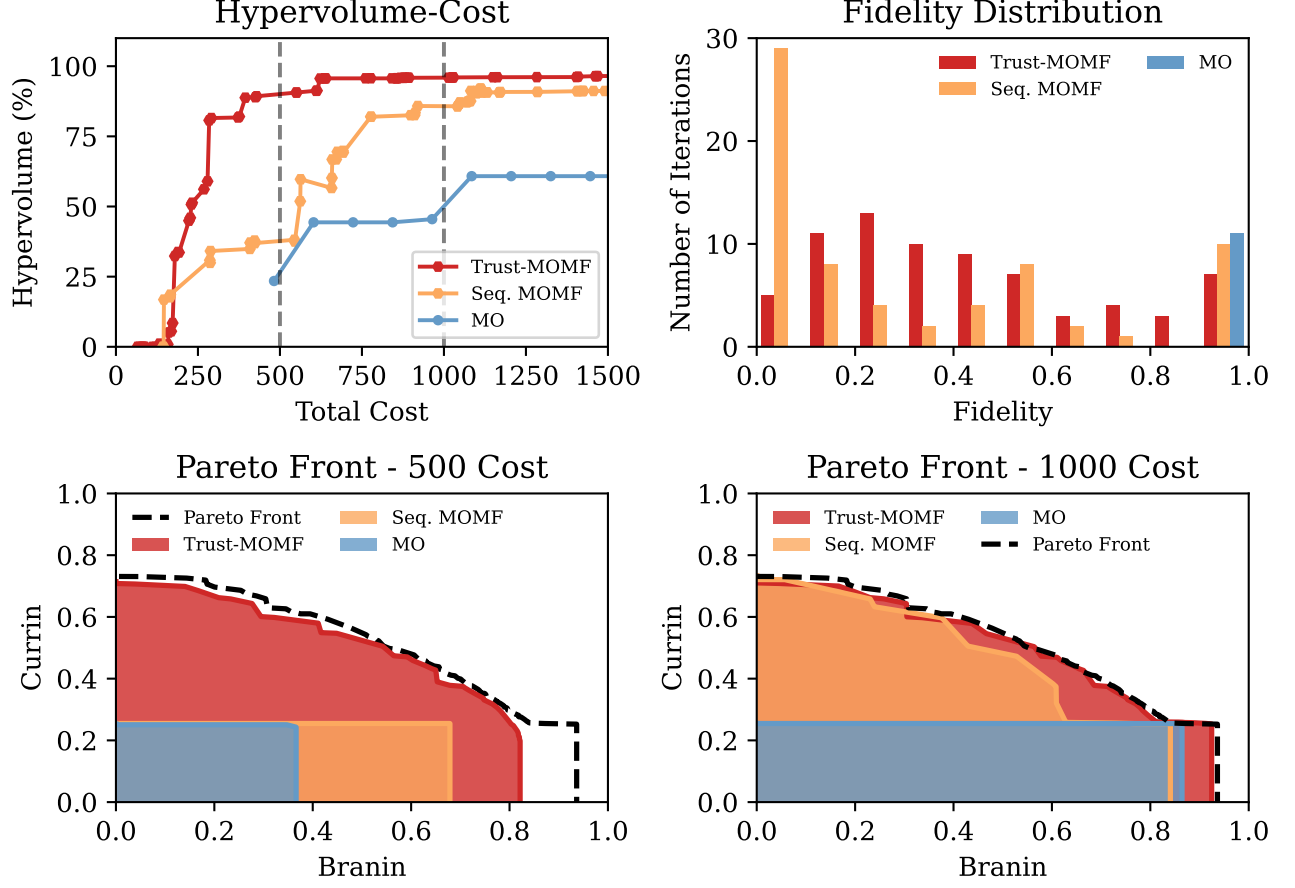 Hypervolume-Cost
Hypervolume (%)
100
75
50
25
0
Trust-MOMF
Seq. MOMF
MO
0 250 500 750 1000 1250 1500
Total Cost
Fidelity Distribution
Number of Iterations
30
20
10
0
Trust-MOMF MO
Seq. MOMF
0.0 0.2 0.4 0.6 0.8 1.0
Fidelity
Pareto Front - 500 Cost
Currin
1.0
0.8
0.6
0.4
0.2
0.0
Pareto Front Seq. MOMF
Trust-MOMF MO
0.0 0.2 0.4 0.6 0.8 1.0
Branin
Pareto Front - 1000 Cost
Currin
1.0
0.8
0.6
0.4
0.2
0.0
Trust-MOMF MO
Seq. MOMF Pareto Front
0.0 0.2 0.4 0.6 0.8 1.0
Branin